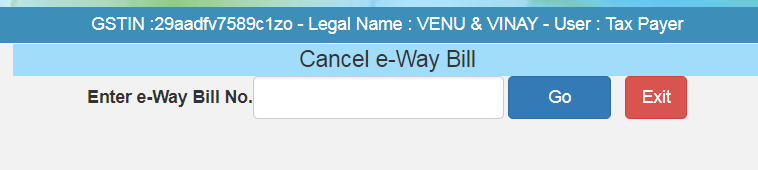 GSTIN :29aadfv7589c1zo - Legal Name : VENU & VINAY - User : Tax Payer
Cancel e-Way Bill
Enter e-Way Bill No. Go Exit